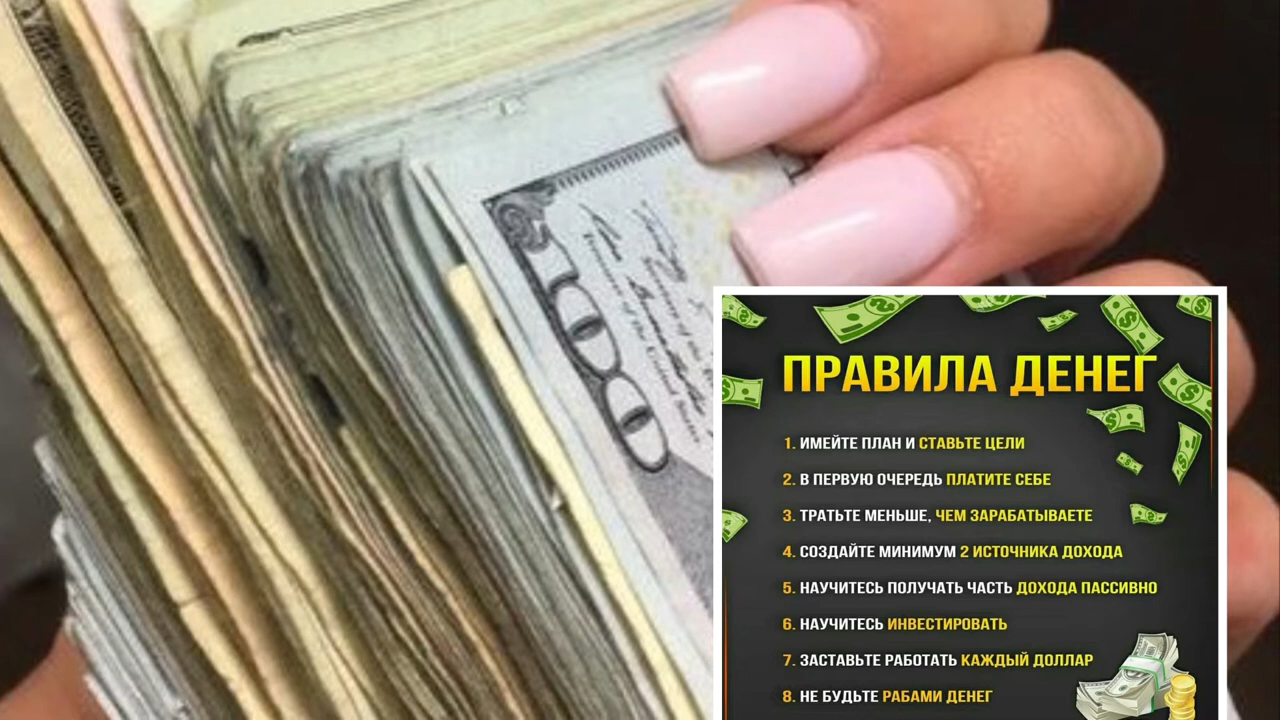 100
ПРАВИЛА ДЕНЕГ
1. ИМЕЙТЕ ПЛАН И СТАВЬТЕ ЦЕЛИ
2. В ПЕРВУЮ ОЧЕРЕДЬ ПЛАТИТЕ СЕБЕ
3. ТРАТЬТЕ МЕНЬШЕ, ЧЕМ ЗАРАБАТЫВАЕТЕ
4. СОЗДАЙТЕ МИНИМУМ 2 ИСТОЧНИКА ДОХОДА
5. НАУЧИТЕСЬ ПОЛУЧАТЬ ЧАСТЬ ДОХОДА ПАССИВНО
6. НАУЧИТЕСЬ ИНВЕСТИРОВАТЬ
7. ЗАСТАВЬТЕ РАБОТАТЬ КАЖДЫЙ ДОЛЛАР
8. НЕ БУДЬТЕ РАБАМИ ДЕНЕГ